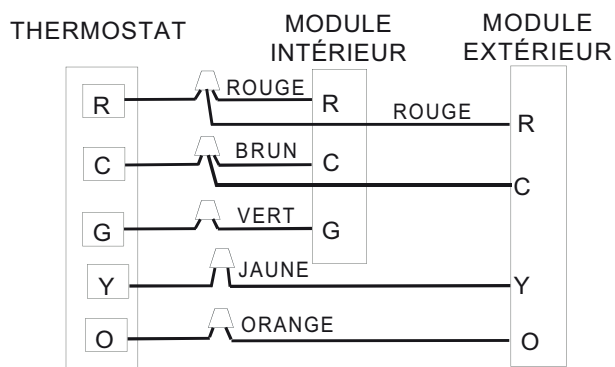 THERMOSTAT
MODULE
INTÉRIEUR
MODULE
EXTÉRIEUR
R
ROUGE
R
ROUGE
R
C
BRUN
C
C
G
VERT
G
Y
JAUNE
Y
O
ORANGE
O